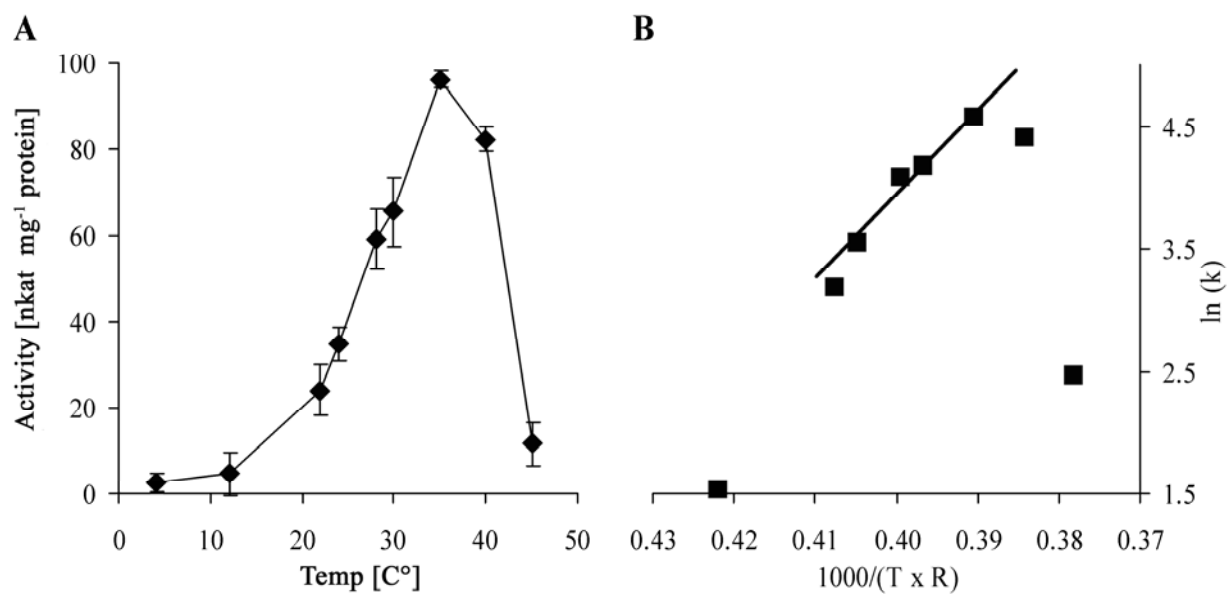 A
B
Activity [nkat mg-1 protein]
100
80
60
40
20
0
0 10 20 30 40 50
Temp [C°]
4.5
3.5
2.5
1.5
ln (k)
0.43 0.42 0.41 0.40 0.39 0.38 0.37
1000/(T x R)